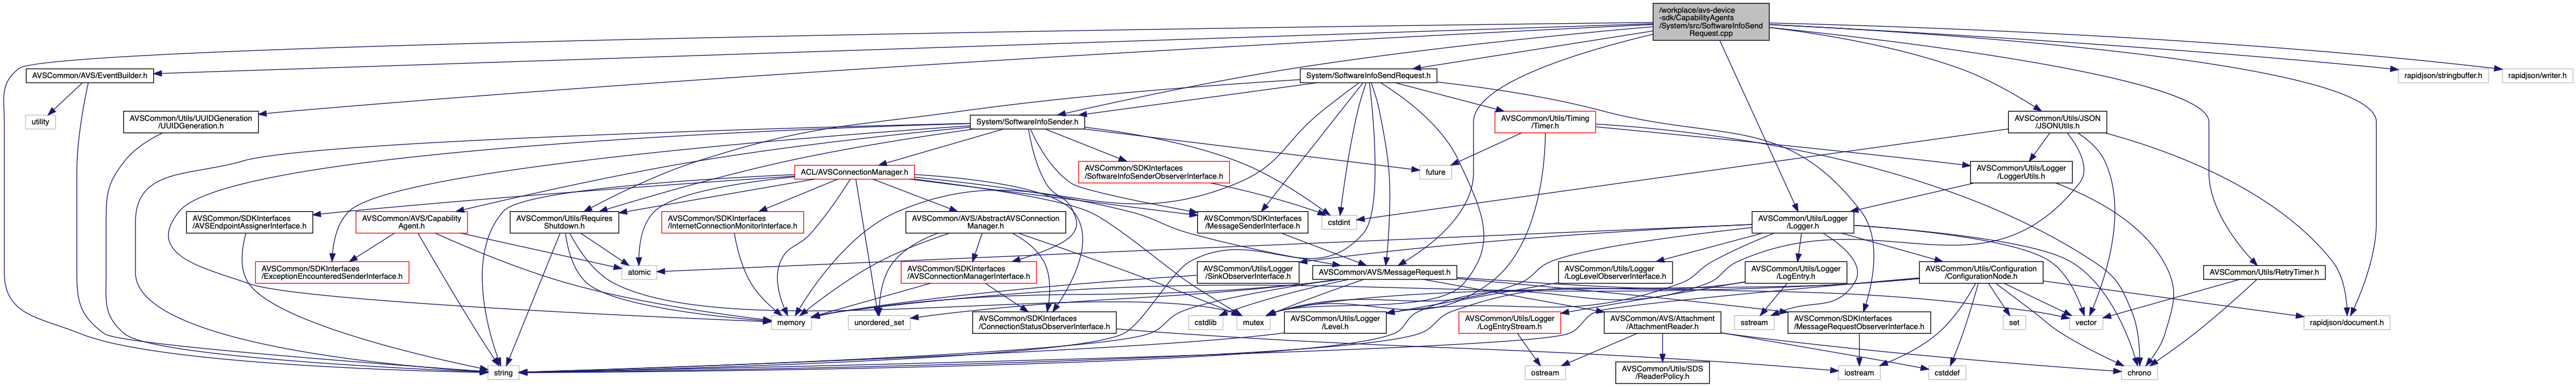 /workplace/avs-device
-sdk/CapabilityAgents
/System/src/SoftwareInfoSend
Request.cpp
AVSCommon/AVS/EventBuilder.h
System/SoftwareInfoSendRequest.h
rapidjson/stringbuffer.h
rapidjson/writer.h
utility
AVSCommon/Utils/UUIDGeneration
/UUIDGeneration.h
System/SoftwareInfoSender.h
AVSCommon/Utils/Timing
/Timer.h
AVSCommon/Utils/JSON
/JSONUtils.h
ACL/AVSConnectionManager.h
AVSCommon/SDKInterfaces
/SoftwareInfoSenderObserverInterface.h
future
AVSCommon/Utils/Logger
/LoggerUtils.h
AVSCommon/SDKInterfaces
/AVSEndpointAssignerInterface.h
AVSCommon/AVS/Capability
Agent.h
AVSCommon/Utils/Requires
Shutdown.h
AVSCommon/SDKInterfaces
/InternetConnectionMonitorInterface.h
AVSCommon/AVS/AbstractAVSConnection
Manager.h
AVSCommon/SDKInterfaces
/MessageSenderInterface.h
cstdint
AVSCommon/Utils/Logger
/Logger.h
AVSCommon/SDKInterfaces
/ExceptionEncounteredSenderInterface.h
atomic
AVSCommon/SDKInterfaces
/AVSConnectionManagerInterface.h
AVSCommon/Utils/Logger
/SinkObserverInterface.h
AVSCommon/AVS/MessageRequest.h
AVSCommon/Utils/Logger
/LogLevelObserverInterface.h
AVSCommon/Utils/Logger
/LogEntry.h
AVSCommon/Utils/Configuration
/ConfigurationNode.h
AVSCommon/Utils/RetryTimer.h
memory
unordered_set
AVSCommon/SDKInterfaces
/ConnectionStatusObserverInterface.h
cstdlib
mutex
AVSCommon/Utils/Logger
/Level.h
AVSCommon/Utils/Logger
/LogEntryStream.h
AVSCommon/AVS/Attachment
/AttachmentReader.h
sstream
AVSCommon/SDKInterfaces
/MessageRequestObserverInterface.h
set
vector
rapidjson/document.h
string
ostream
AVSCommon/Utils/SDS
/ReaderPolicy.h
iostream
cstddef
chrono